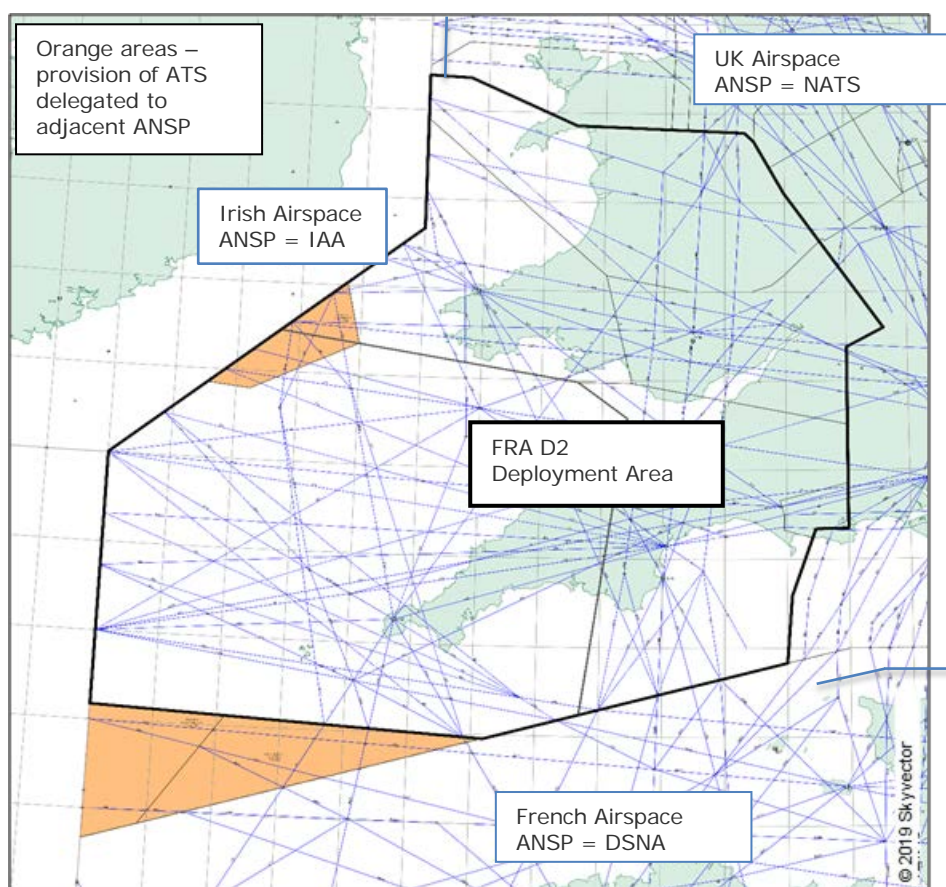 Orange areas –
provision of ATS
delegated to
adjacent ANSP
UK Airspace
ANSP = NATS
Irish Airspace
ANSP = IAA
FRA D2
Deployment Area
French Airspace
ANSP = DSNA
©2019 Skyvector